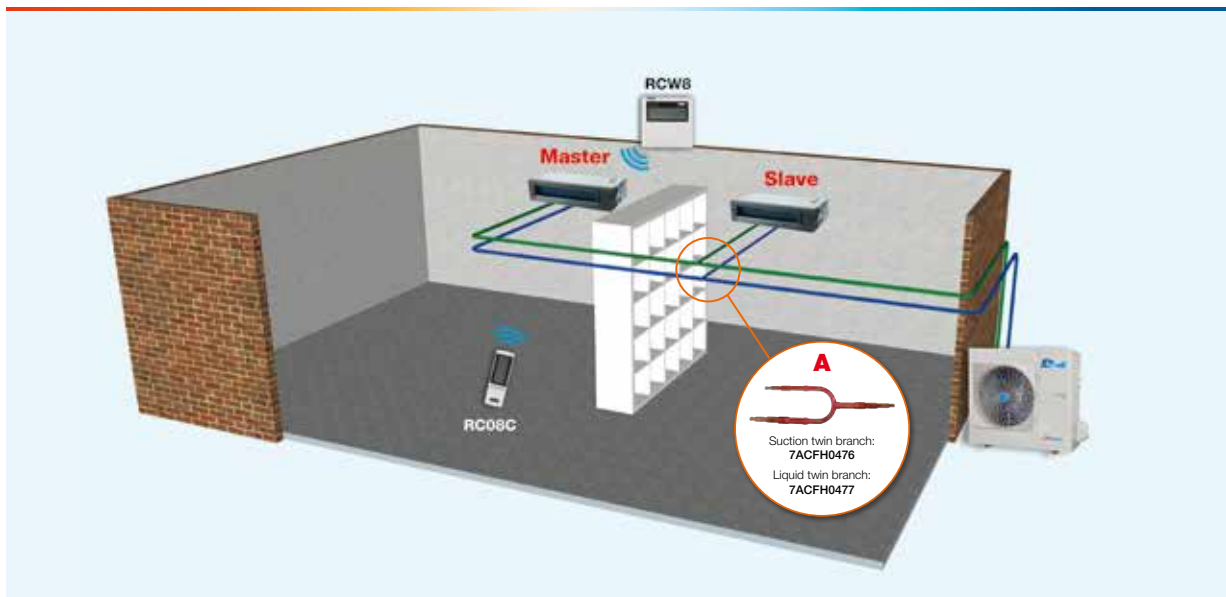 RCW8
Master
Slave
RC08C
A
Suction twin branch:
7ACFH0476
Liquid twin branch:
7ACFH0477